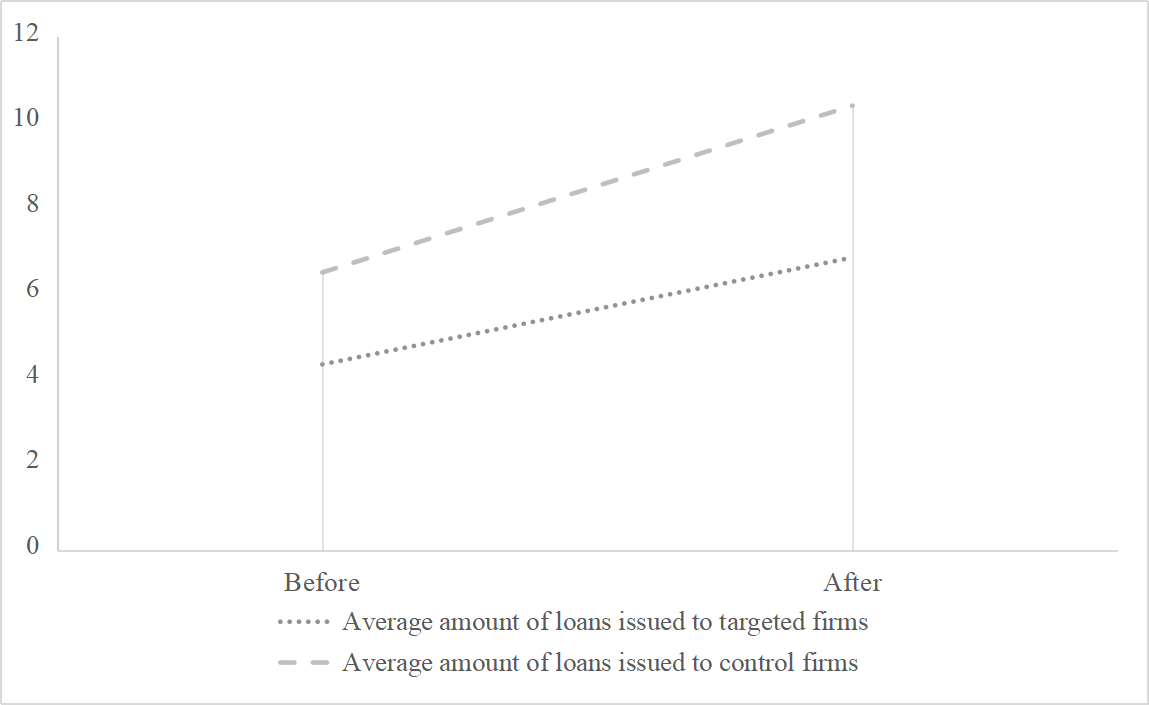 12
10
8
6
4
2
0
Before After
Average amount of loans issued to targeted firms
Average amount of loans issued to control firms